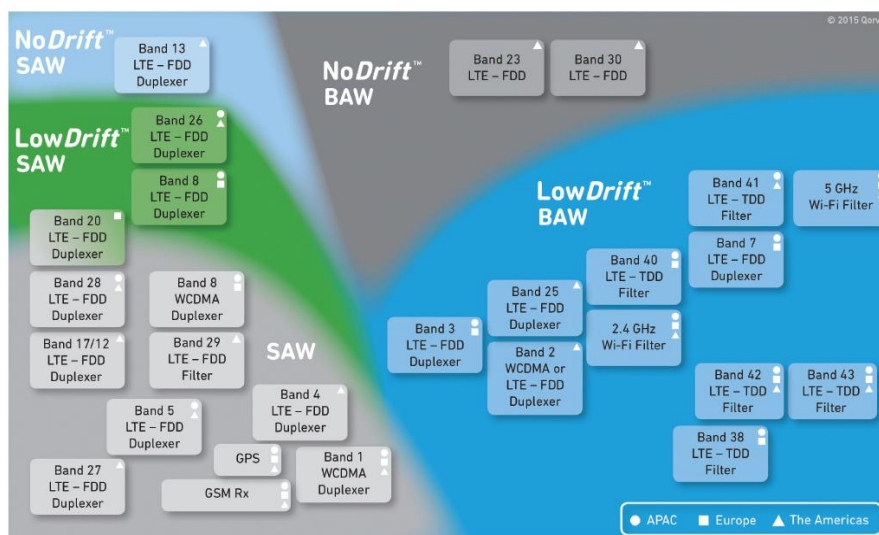 © 2015 Qorv
NoDrift™
SAW
Band 13
LTE – FDD
Duplexer
NoDrift™
BAW
Band 23
LTE – FDD
Band 30
LTE – FDD
LowDrift™
SAW
Band 26
LTE – FDD
Duplexer
Band 8
LTE – FDD
Duplexer
LowDrift™
BAW
Band 41
LTE – TDD
Filter
5 GHz
Wi-Fi Filter
Band 20
LTE – FDD
Duplexer
Band 7
LTE – FDD
Duplexer
Band 40
LTE – TDD
Filter
Band 28
LTE – FDD
Duplexer
Band 8
WCDMA
Duplexer
Band 25
LTE – FDD
Duplexer
Band 3
LTE – FDD
Duplexer
2.4 GHz
Wi-Fi Filter
Band 17/12
LTE – FDD
Duplexer
Band 29
LTE – FDD
Filter
SAW
Band 2
WCDMA or
LTE – FDD
Duplexer
Band 42
LTE – TDD
Filter
Band 43
LTE – TDD
Filter
Band 4
LTE – FDD
Duplexer
Band 5
LTE – FDD
Duplexer
Band 38
LTE – TDD
Filter
GPS
Band 1
WCDMA
Duplexer
Band 27
LTE – FDD
Duplexer
GSM Rx
APAC
Europe
The Americas